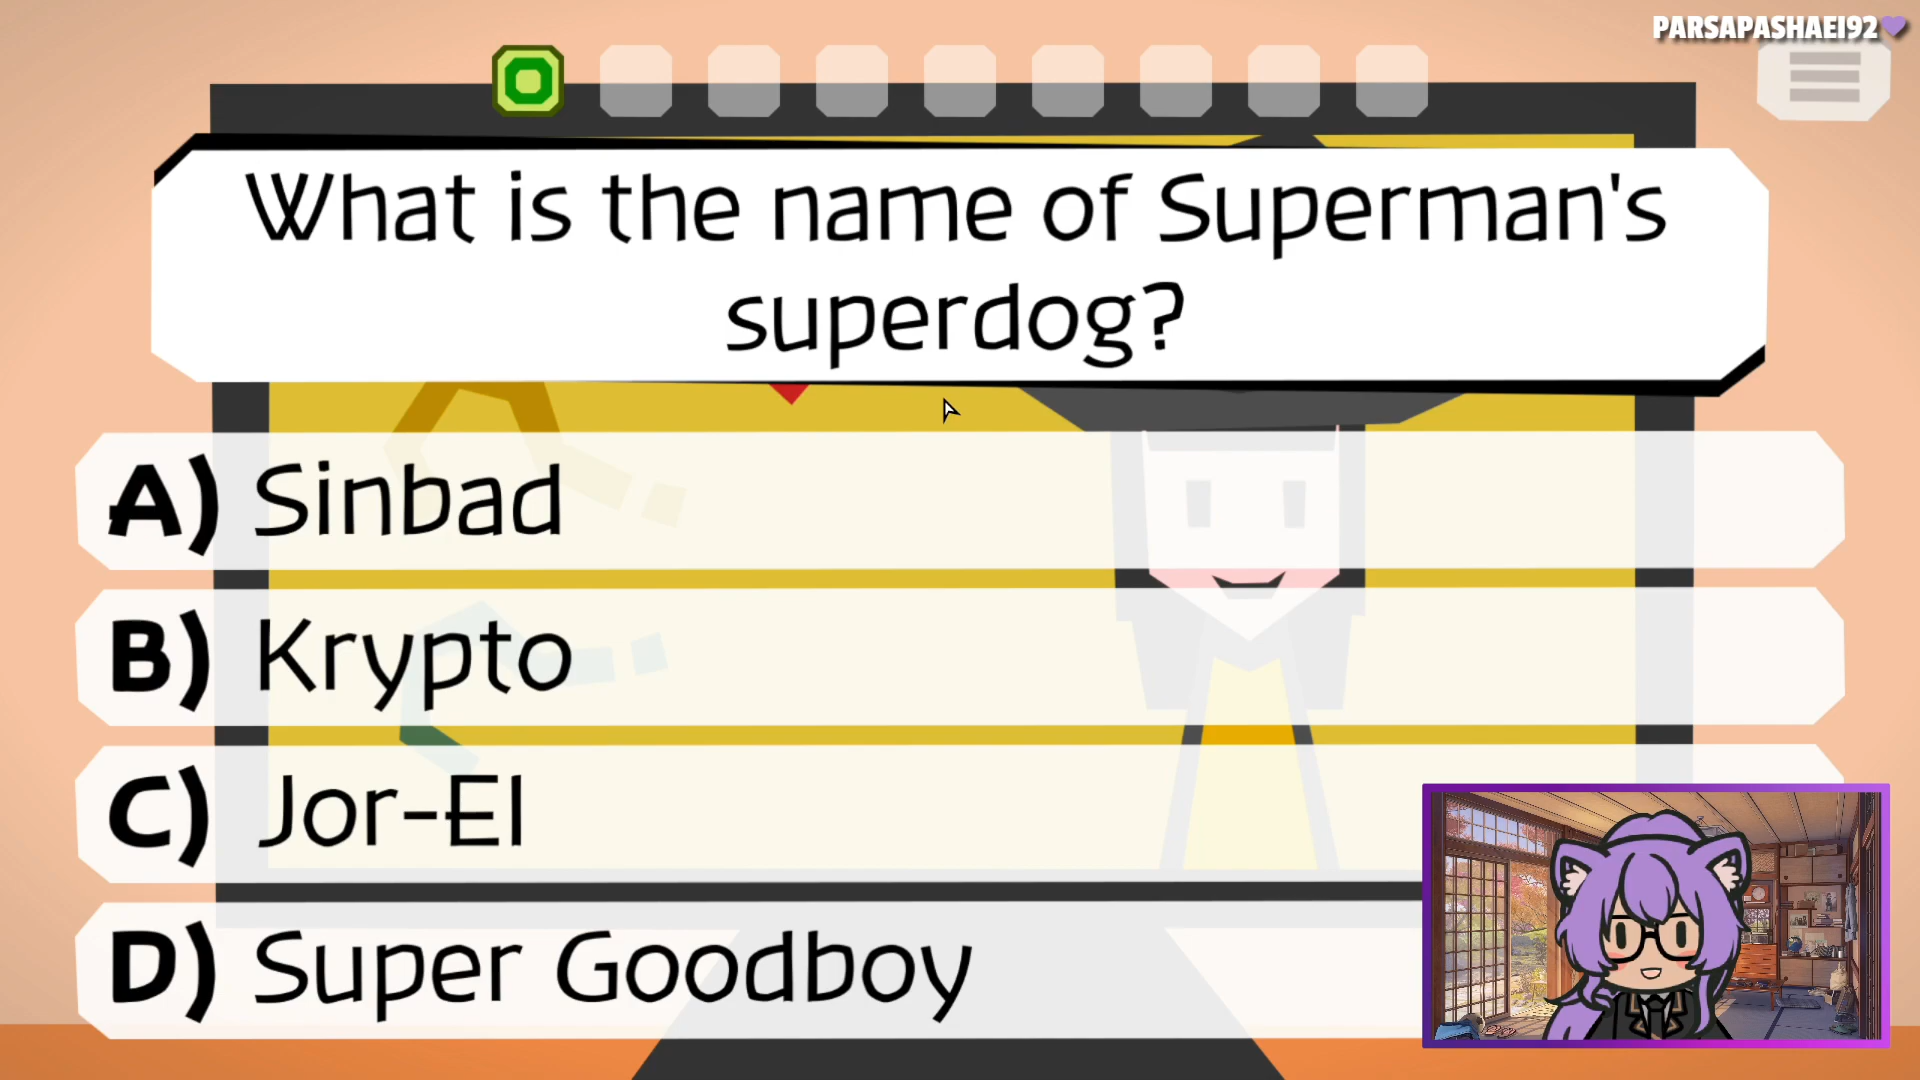 PARSAPASHAEI92
What is the name of Superman's
superdog?
A) Sinbad
B) Krypto
C) Jor-El
D) Super Goodboy